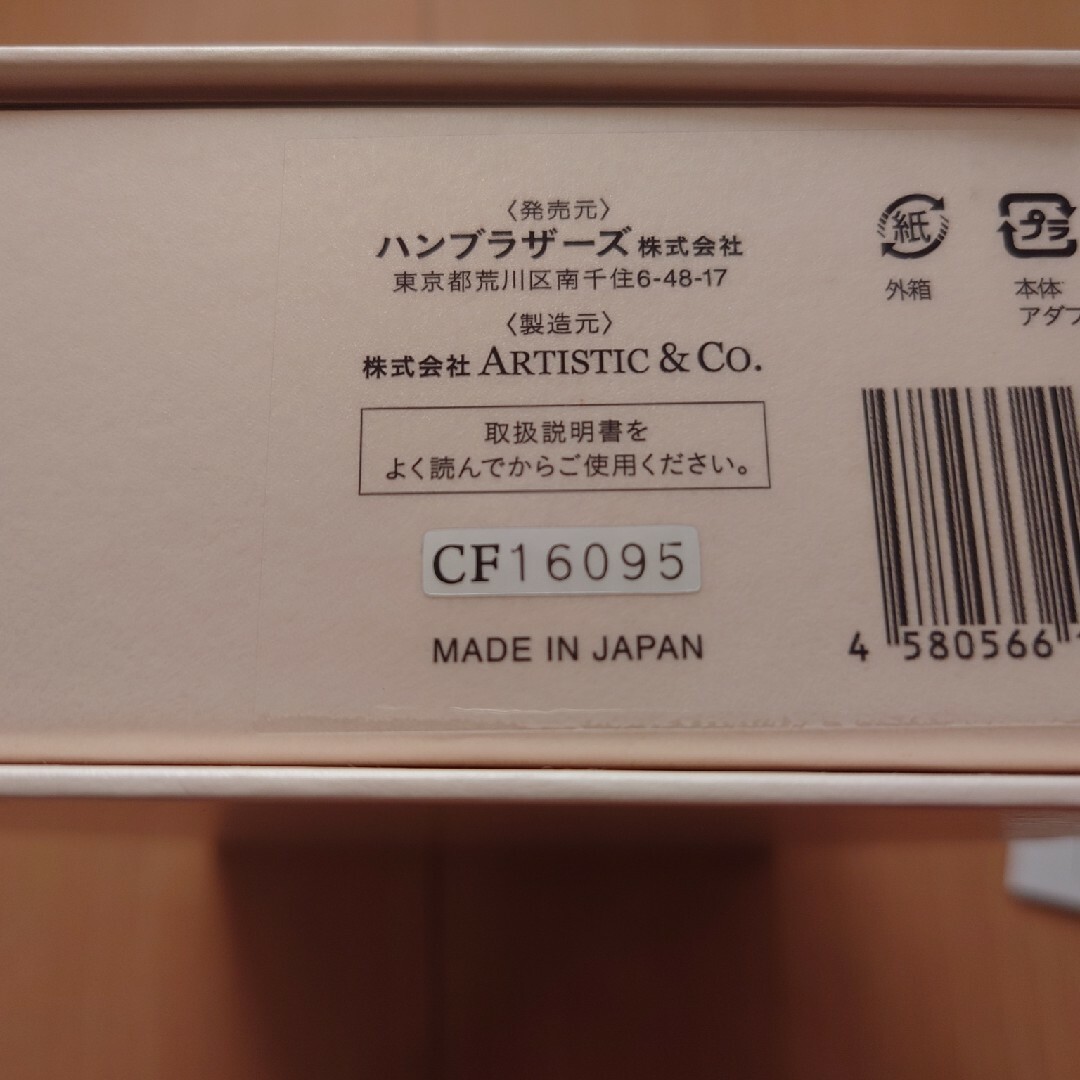 〈発売元〉
ハンブラザーズ株式会社
東京都荒川区南千住6-48-17
〈製造元〉
株式会社 ARTISTIC & CO.
取扱説明書を
よく読んでからご使用ください。
CF16095
MADE IN JAPAN
紙
外箱
プラ
本体
アダプ
4 580566